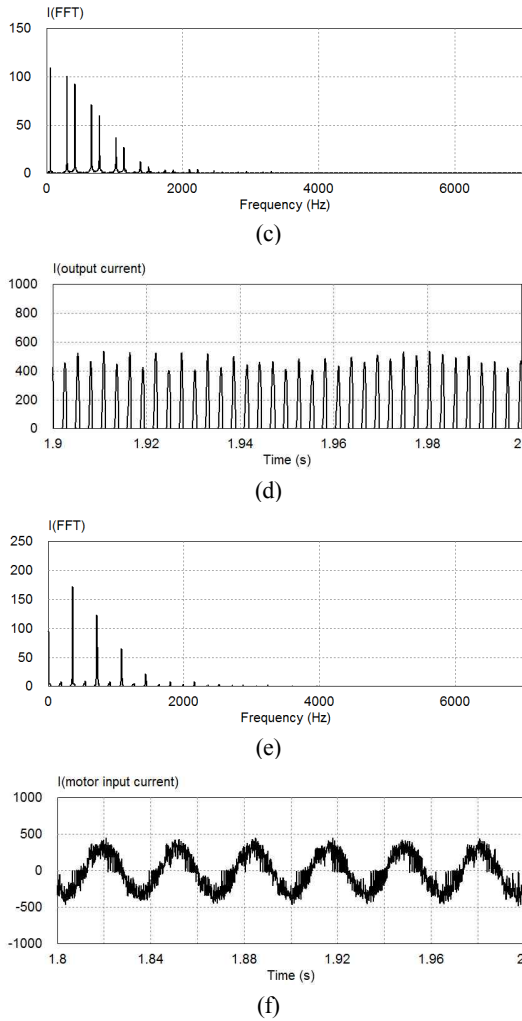 I(FFT)
150
100
50
0
0 2000 4000 6000
Frequency (Hz)
(c)
I(output current)
1000
800
600
400
200
0
1.9 1.92 1.94 1.96 1.98 2
Time (s)
(d)
I(FFT)
250
200
150
100
50
0
0 2000 4000 6000
Frequency (Hz)
(e)
I(motor input current)
1000
500
0
-500
-1000
1.8 1.84 1.88 1.92 1.96 2
Time (s)
(f)